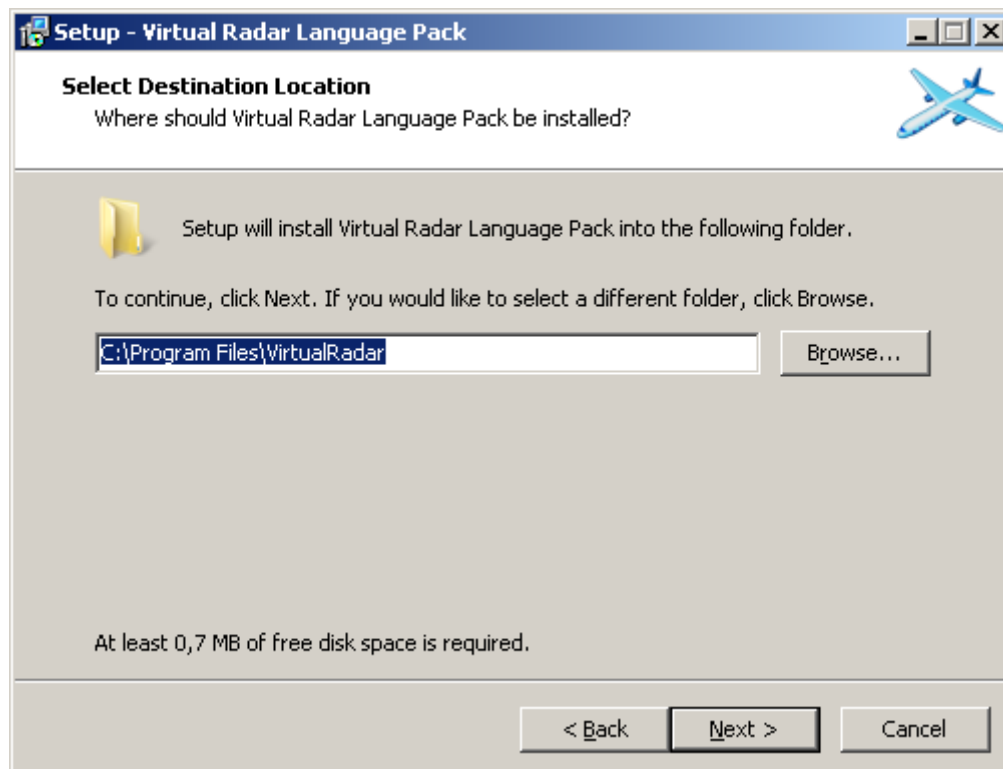 Setup - Virtual Radar Language Pack
Select Destination Location
Where should Virtual Radar Language Pack be installed?
Setup will install Virtual Radar Language Pack into the following folder.
To continue, click Next. If you would like to select a different folder, click Browse.
C:\Program Files\VirtualRadar
Browse...
At least 0,7 MB of free disk space is required.
< Back
Next >
Cancel